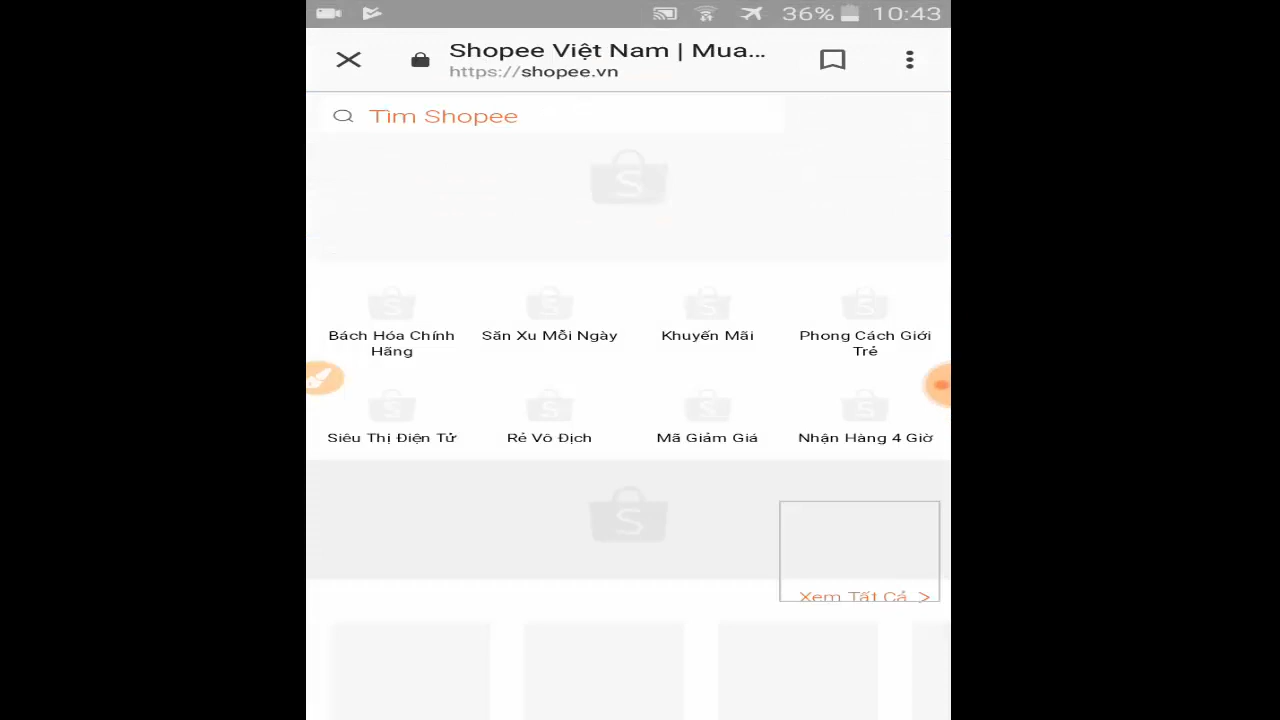 36% 10:43
Shopee Việt Nam | Mua...
https://shopee.vn
Tìm Shopee
Bách Hóa Chính Hãng
Săn Xu Mỗi Ngày
Khuyến Mãi
Phong Cách Giới Trẻ
Siêu Thị Điện Tử
Rẻ Vô Địch
Mã Giảm Giá
Nhận Hàng 4 Giờ
Xem Tất Cả >